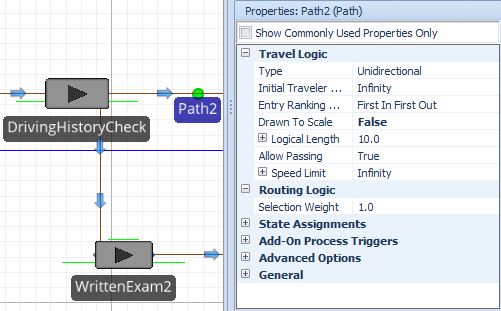 DrivingHistoryCheck
Path2
WrittenExam2
Properties: Path2 (Path)
Show Commonly Used Properties Only
Travel Logic
Type Unidirectional
Initial Traveler ... Infinity
Entry Ranking ... First In First Out
Drawn To Scale False
Logical Length 10.0
Allow Passing True
Speed Limit Infinity
Routing Logic
Selection Weight 1.0
State Assignments
Add-On Process Triggers
Advanced Options
General